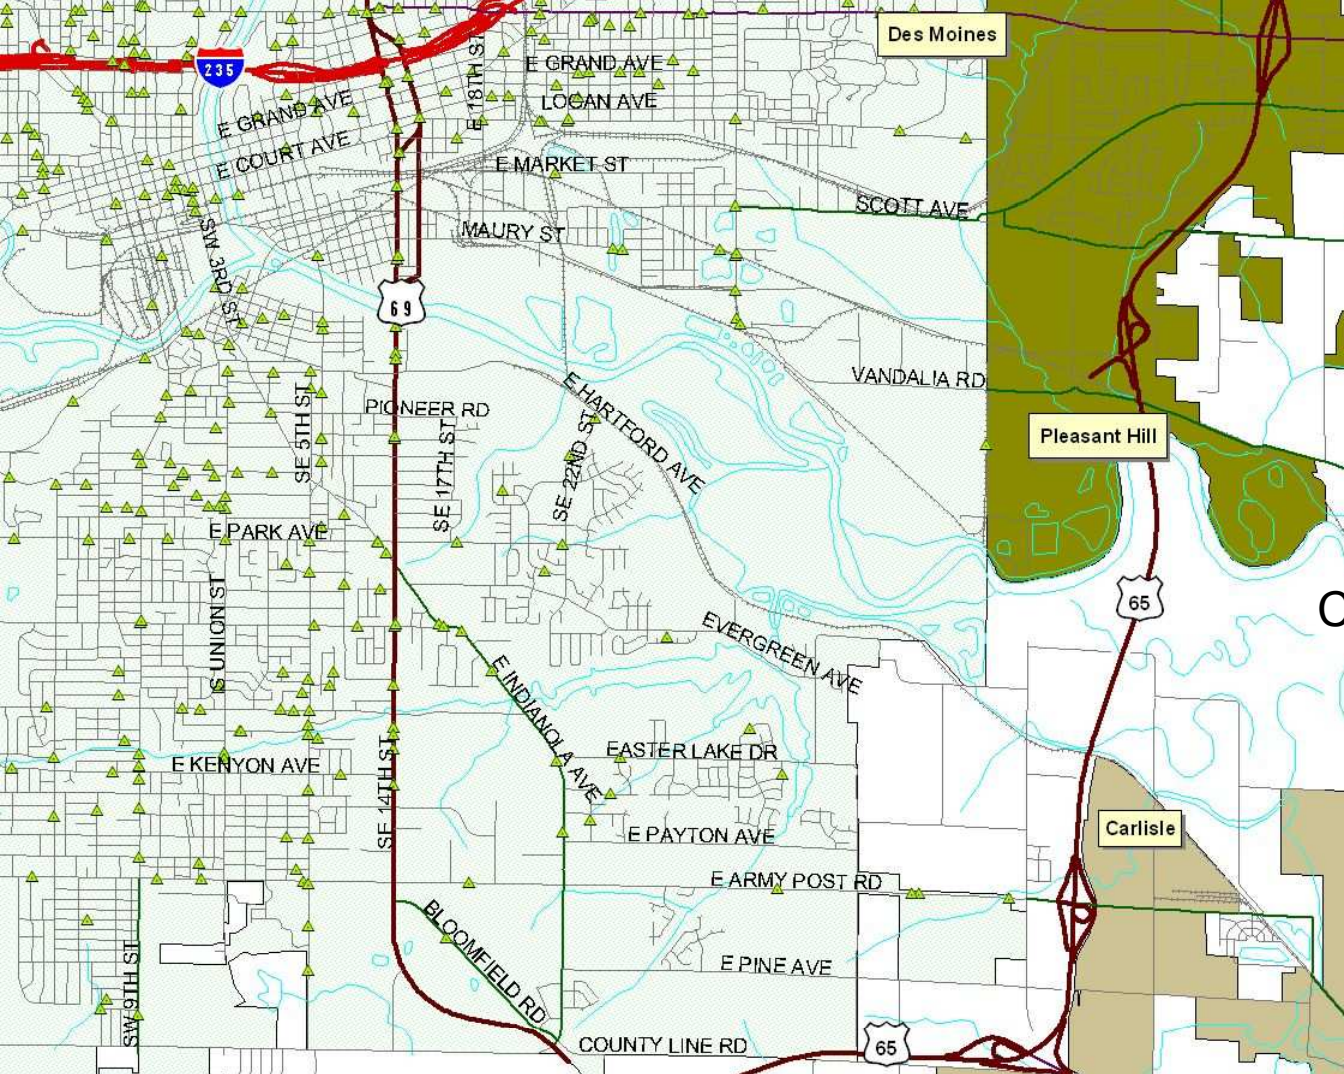 Des Moines
E 18TH ST
E GRAND AVE
235
LOGAN AVE
E GRAND AVE
E COURT AVE
E MARKET ST
SCOTT AVE
MAURY ST
SW 3RD ST
69
VANDALIA RD
E HARTFORD AVE
PIONEER RD
SE 5TH ST
SE 17TH ST
SE 22ND ST
Pleasant Hill
E PARK AVE
65
S UNION ST
EVERGREEN AVE
E INDIANOLA AVE
EASTER LAKE DR
E KENYON AVE
SE 14TH ST
E PAYTON AVE
Carlisle
E ARMY POST RD
BLOOMFIELD RD
E PINE AVE
SW 9TH ST
COUNTY LINE RD
65